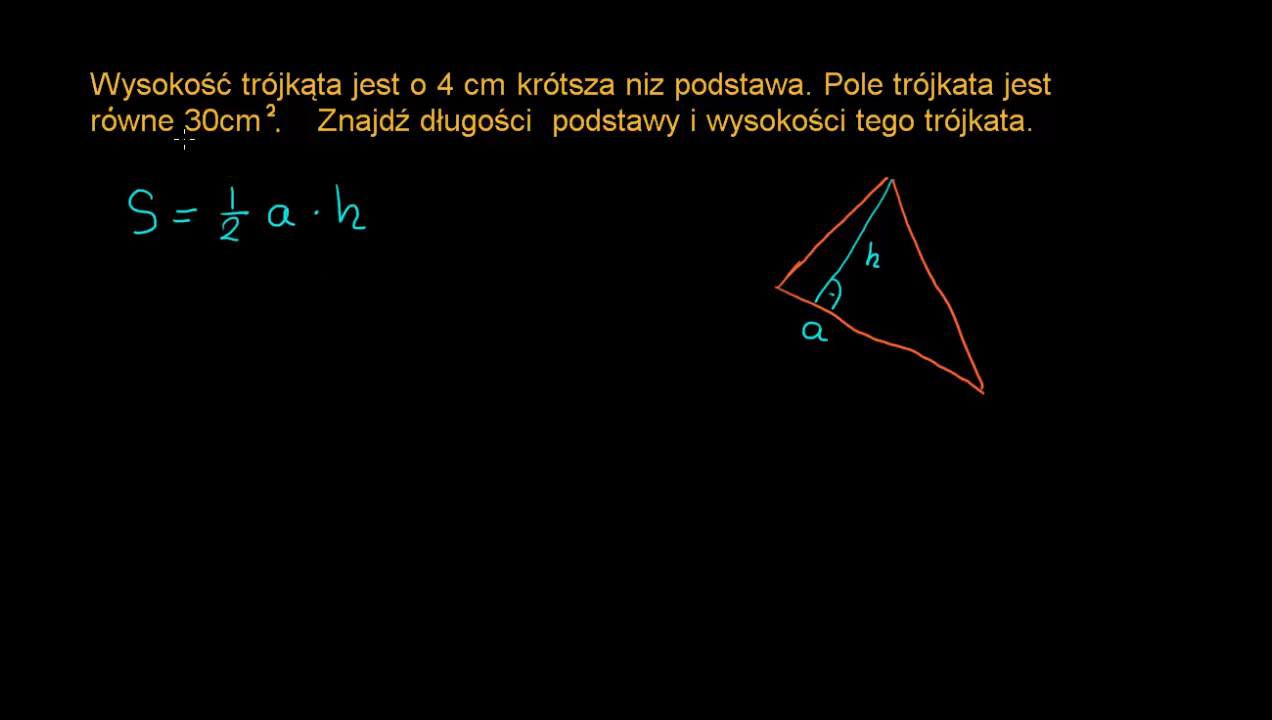 Wysokość trójkąta jest o 4 cm krótsza niz podstawa. Pole trójkata jest
równe 30cm². Znajdź długości podstawy i wysokości tego trójkata.
S = 1/2 a · h
h
a